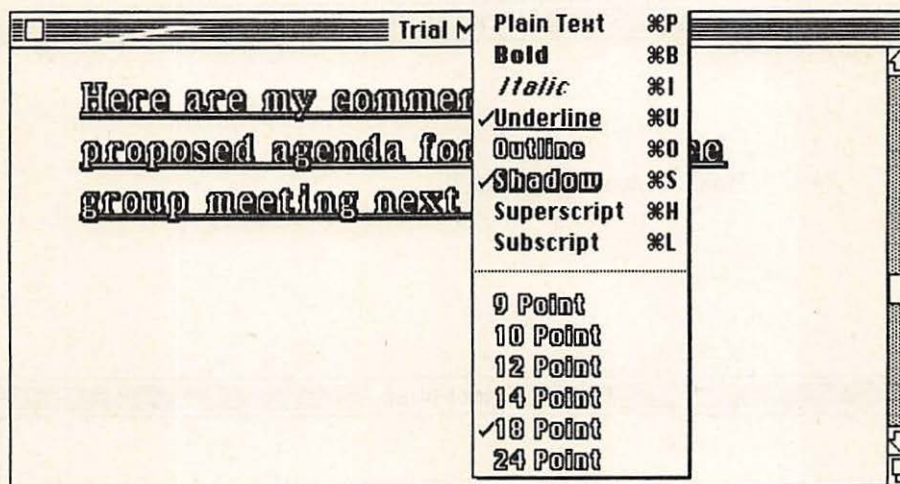 Trial
Here are my
proposed agenda for
group meeting next
Plain Text ⌘P
Bold ⌘B
Italic ⌘I
✓Underline ⌘U
Outline ⌘O
✓Shadow ⌘S
Superscript ⌘H
Subscript ⌘L
9 Point
10 Point
12 Point
14 Point
✓18 Point
24 Point